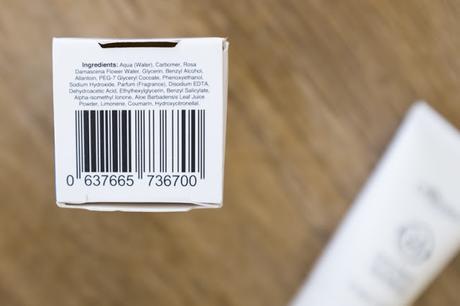 Ingredients: Aqua (Water), Carbomer, Rosa
Damascena Flower Water, Glycerin, Benzyl Alcohol,
Allantoin, PEG-7 Glyceryl Cocoate, Phenoxyethanol,
Sodium Hydroxide, Parfum (Fragrance), Disodium EDTA,
Dehydroacetic Acid, Ethylhexylglycerin, Benzyl Salicylate,
Alpha-isomethyl Ionone, Aloe Barbadensis Leaf Juice
Powder, Limonene, Coumarin, Hydroxycitronellal.
0 637665 736700